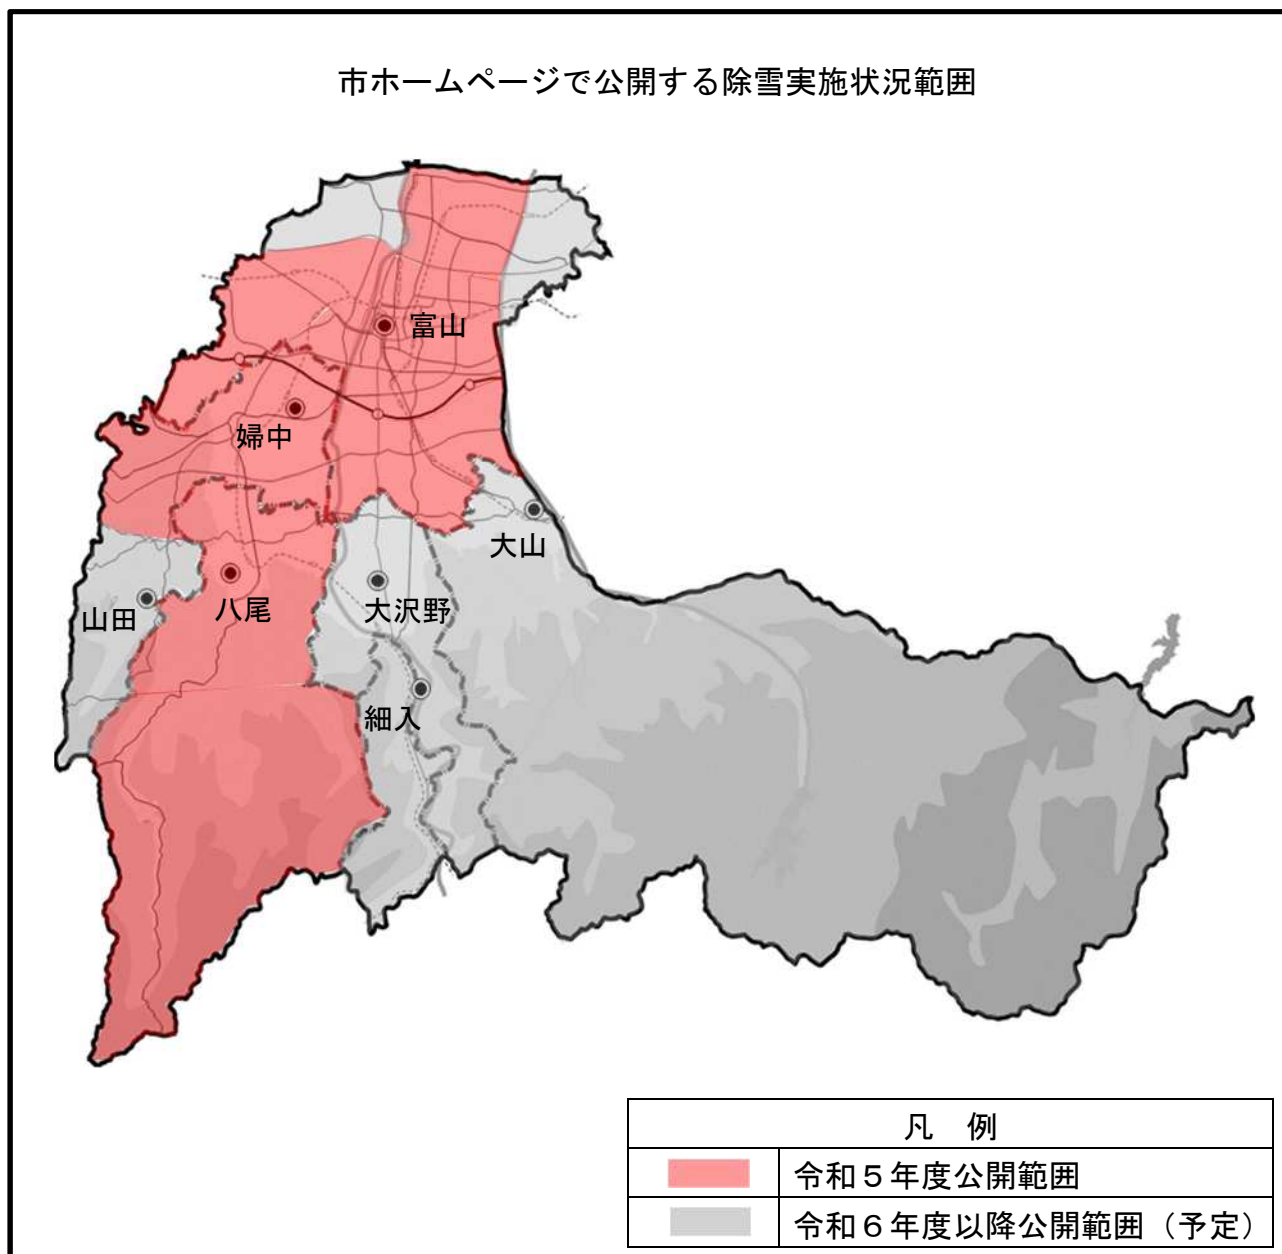 市ホームページで公開する除雪実施状況範囲
富山
婦中
大山
山田
八尾
大沢野
細入
凡 例
令和５年度公開範囲
令和６年度以降公開範囲（予定）